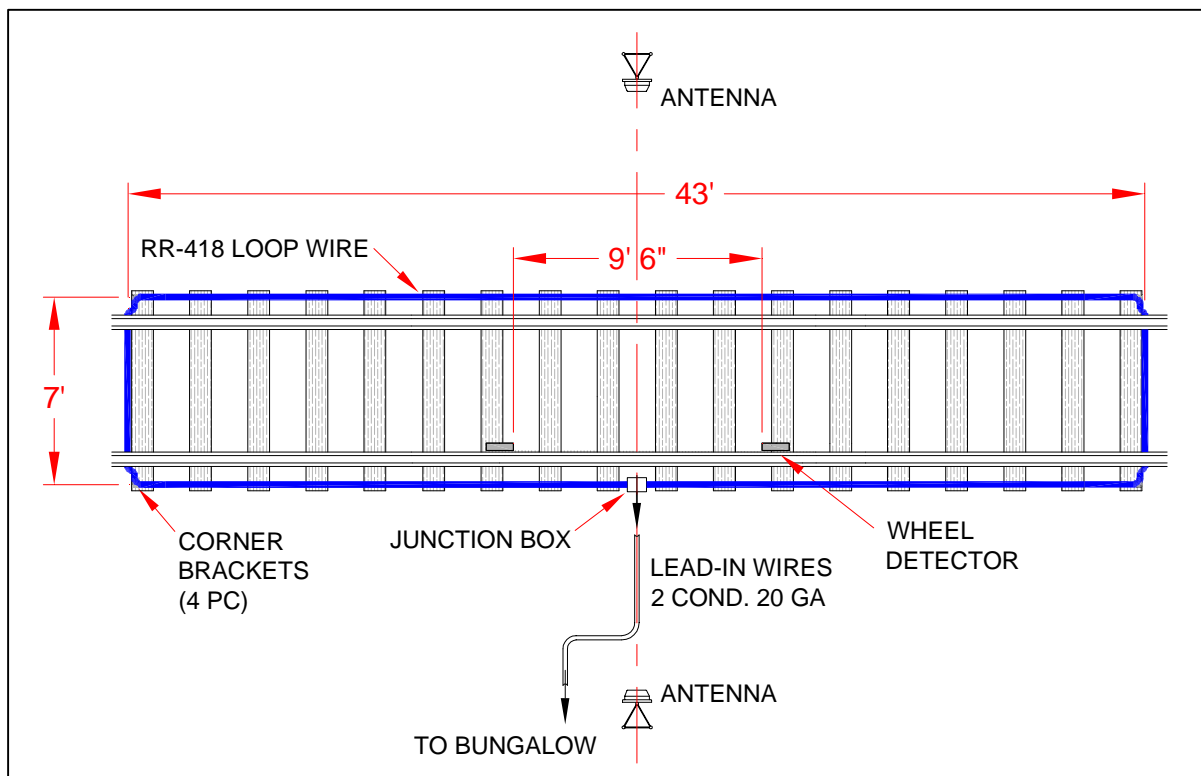 ANTENNA
43'
RR-418 LOOP WIRE
9' 6"
7'
CORNER
BRACKETS
(4 PC)
JUNCTION BOX
LEAD-IN WIRES
2 COND. 20 GA
WHEEL
DETECTOR
ANTENNA
TO BUNGALOW